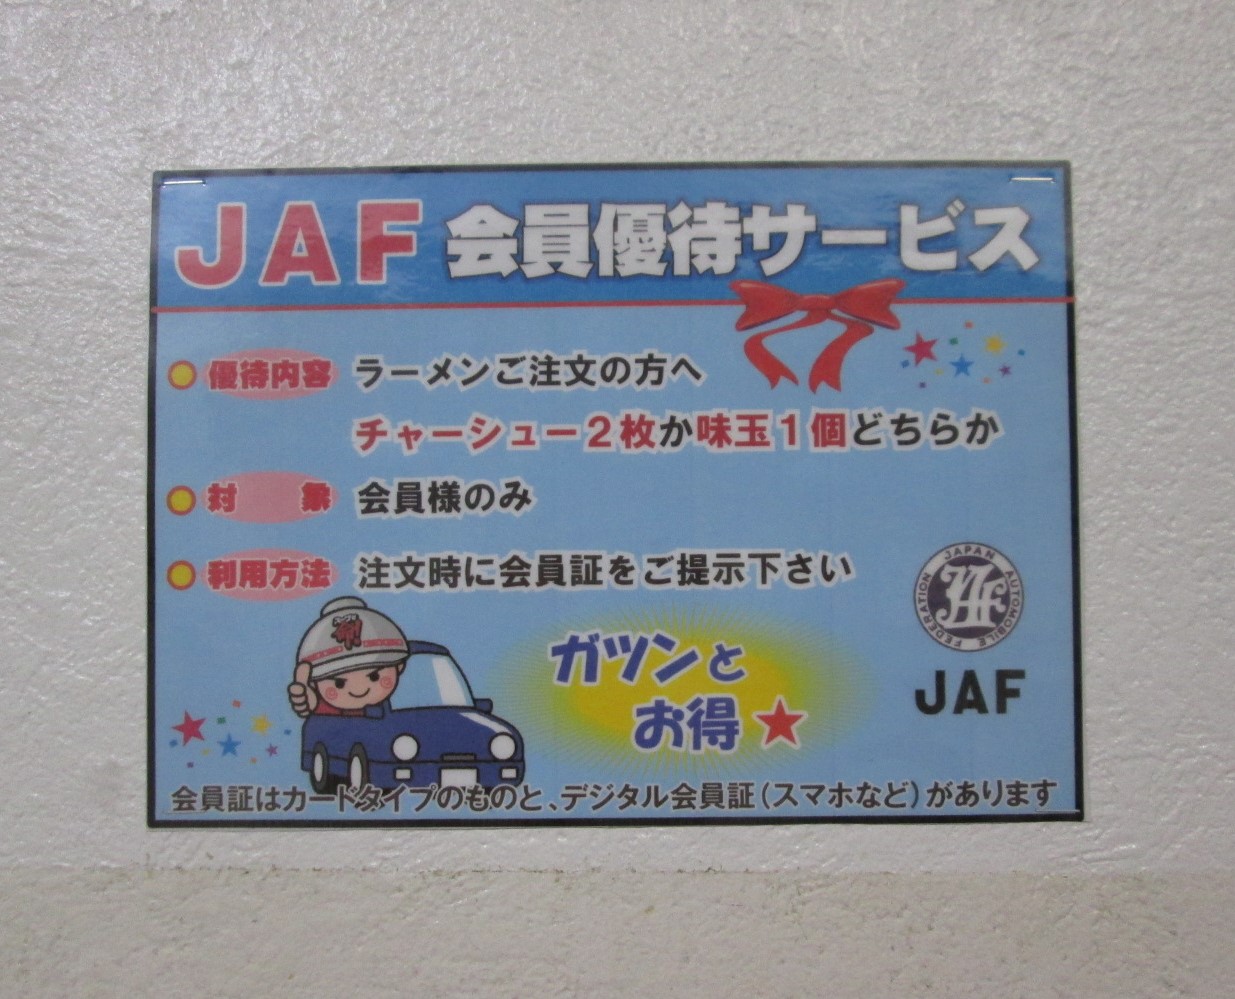 JAF 会員優待サービス
優待内容 ラーメンご注文の方へ
チャーシュー2枚か味玉1個どちらか
対象 会員様のみ
利用方法 注文時に会員証をご提示下さい
JAPAN AUTOMOBILE FEDERATION
JAF
ガツンと
お得★
会員証はカードタイプのものと、デジタル会員証(スマホなど)があります